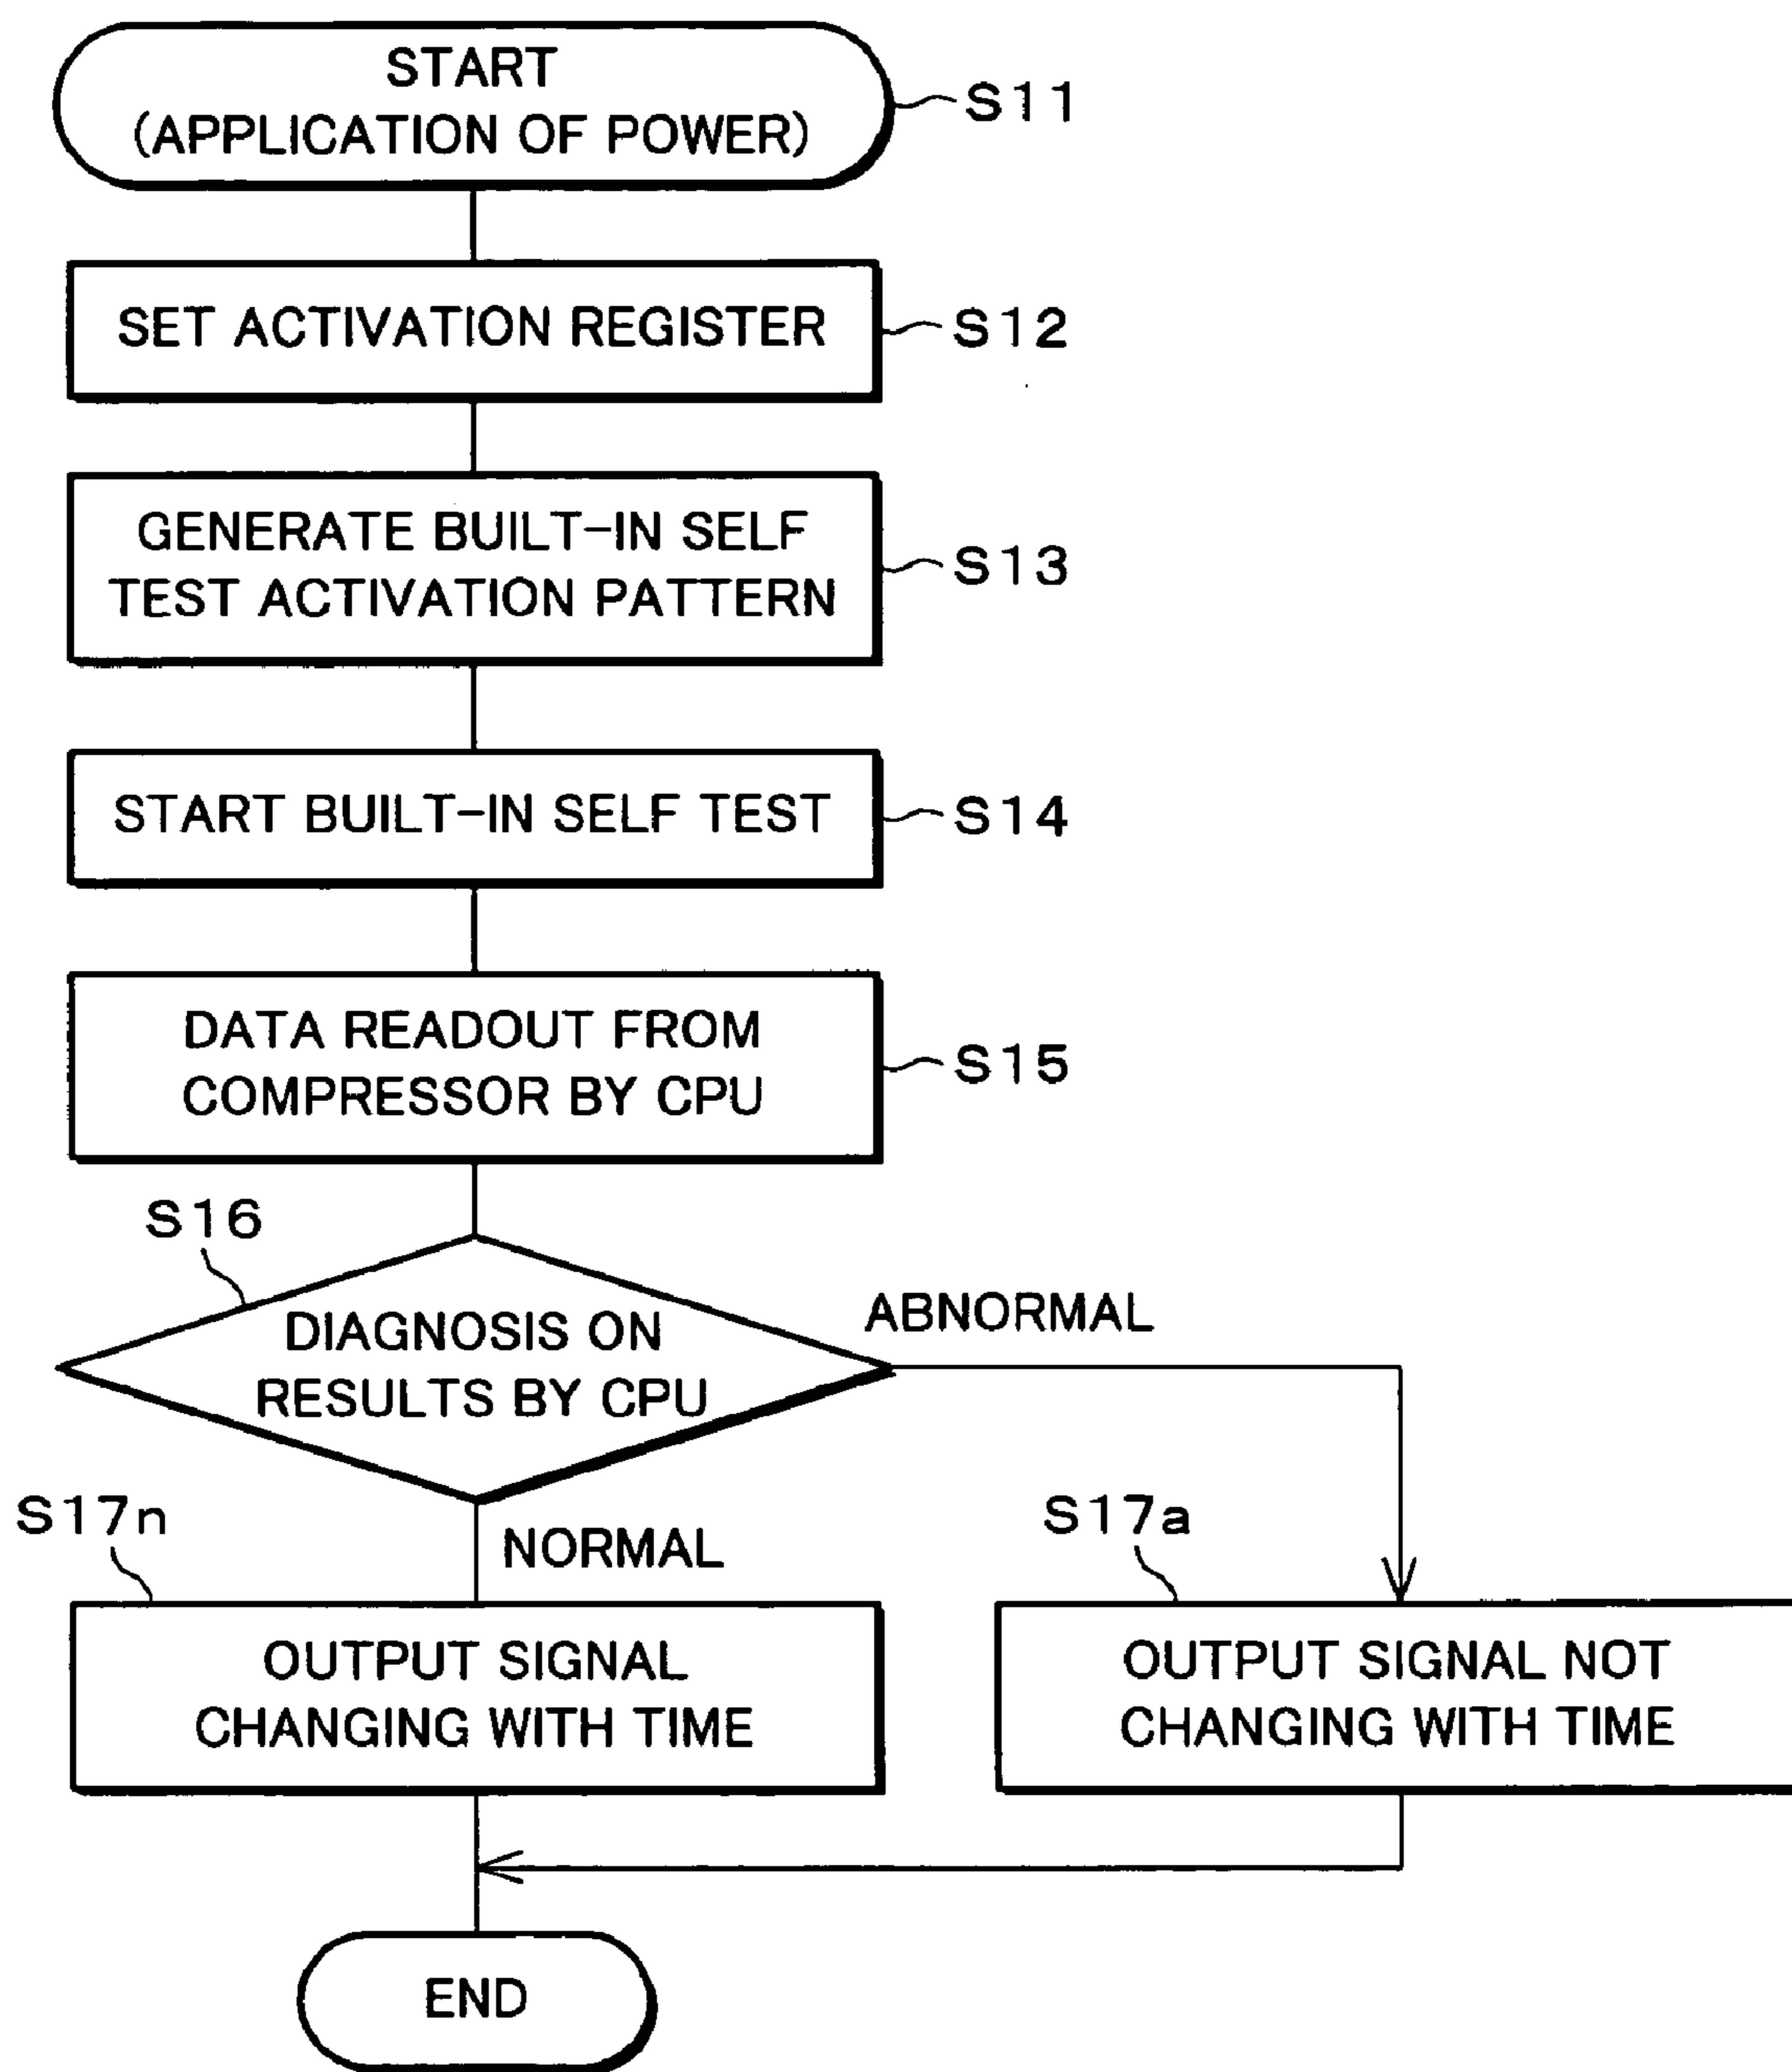 START
(APPLICATION OF POWER)
S11
SET ACTIVATION REGISTER
S12
GENERATE BUILT-IN SELF
TEST ACTIVATION PATTERN
S13
START BUILT-IN SELF TEST
S14
DATA READOUT FROM
COMPRESSOR BY CPU
S15
S16
DIAGNOSIS ON
RESULTS BY CPU
ABNORMAL
NORMAL
S17n
OUTPUT SIGNAL
CHANGING WITH TIME
S17a
OUTPUT SIGNAL NOT
CHANGING WITH TIME
END